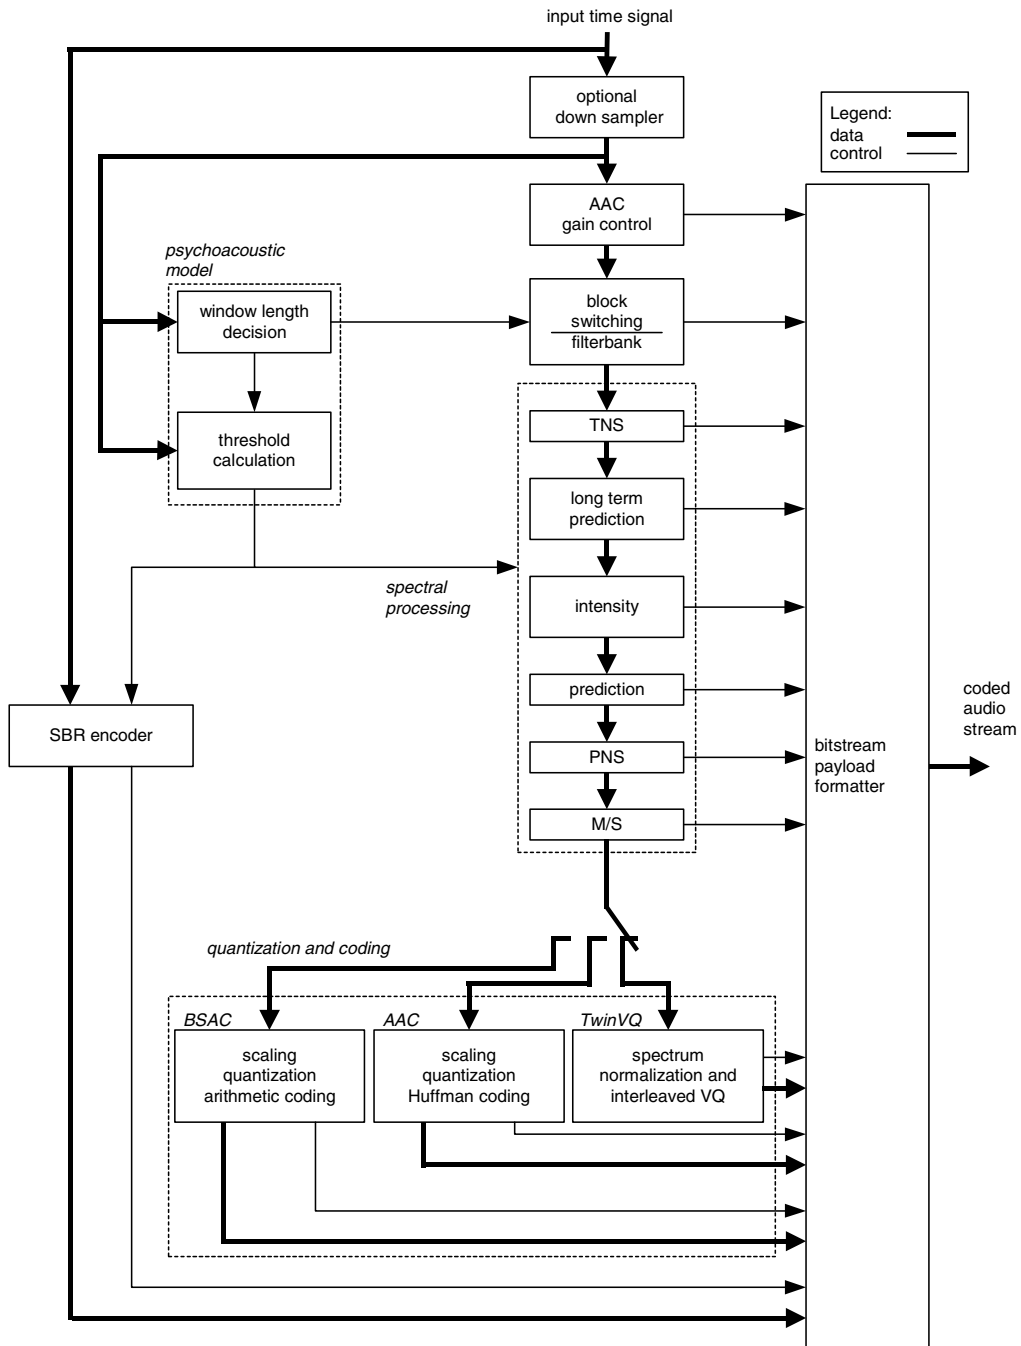 input time signal
optional
down sampler
Legend:
data
control
AAC
gain control
psychoacoustic
model
window length
decision
block
switching
filterbank
threshold
calculation
TNS
long term
prediction
spectral
processing
intensity
prediction
SBR encoder
PNS
M/S
bitstream
payload
formatter
coded
audio
stream
quantization and coding
BSAC
scaling
quantization
arithmetic coding
AAC
scaling
quantization
Huffman coding
TwinVQ
spectrum
normalization and
interleaved VQ